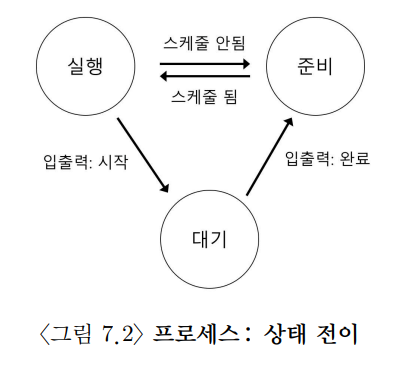 스케줄 안됨
실행
준비
스케줄 됨
입출력: 시작
입출력: 완료
대기
〈그림 7.2〉 프로세스: 상태 전이